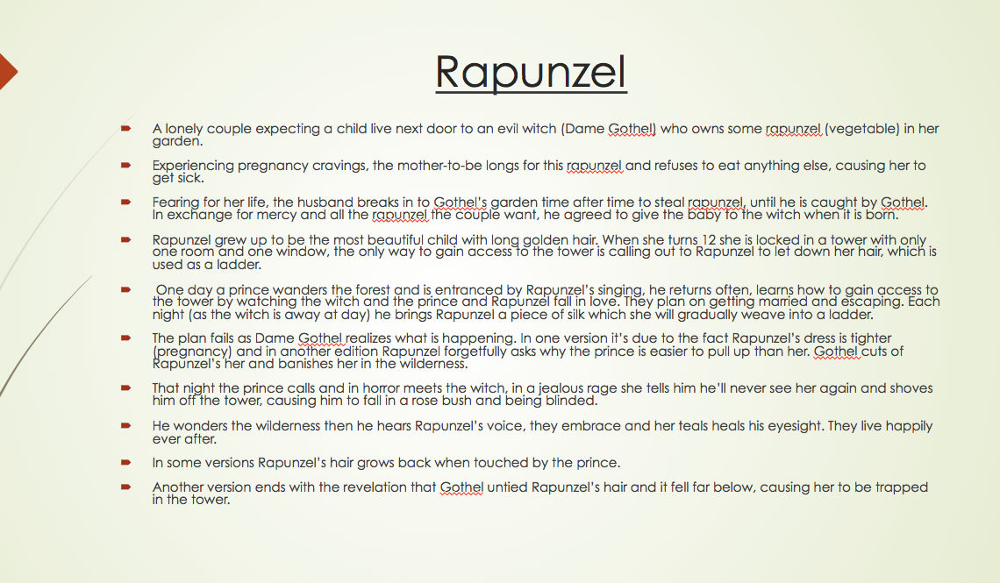 Rapunzel
A lonely couple expecting a child live next door to an evil witch (Dame Gothel) who owns some rapunzel (vegetable) in her
garden.
Experiencing pregnancy cravings, the mother-to-be longs for this rapunzel and refuses to eat anything else, causing her to
get sick.
Fearing for her life, the husband breaks in to Gothel's garden time after time to steal rapunzel, until he is caught by Gothel.
In exchange for mercy and all the rapunzel the couple want, he agreed to give the baby to the witch when it is born.
Rapunzel grew up to be the most beautiful child with long golden hair. When she turns 12 she is locked in a tower with only
one room and one window, the only way to gain access to the tower is calling out to Rapunzel to let down her hair, which is
used as a ladder.
One day a prince wanders the forest and is entranced by Rapunzel's singing, he returns often, learns how to gain access to
the tower by watching the witch and the prince and Rapunzel fall in love. They plan on getting married and escaping. Each
night (as the witch is away at day) he brings Rapunzel a piece of silk which she will gradually weave into a ladder.
The plan fails as Dame Gothel realizes what is happening. In one version it's due to the fact Rapunzel's dress is tighter
(pregnancy) and in another edition Rapunzel forgetfully asks why the prince is easier to pull up than her. Gothel cuts of
Rapunzel's her and banishes her in the wilderness.
That night the prince calls and in horror meets the witch, in a jealous rage she tells him he'll never see her again and shoves
him off the tower, causing him to fall in a rose bush and being blinded.
He wonders the wilderness then he hears Rapunzel's voice, they embrace and her teals heals his eyesight. They live happily
ever after.
In some versions Rapunzel's hair grows back when touched by the prince.
Another version ends with the revelation that Gothel untied Rapunzel's hair and it fell far below, causing her to be trapped
in the tower.